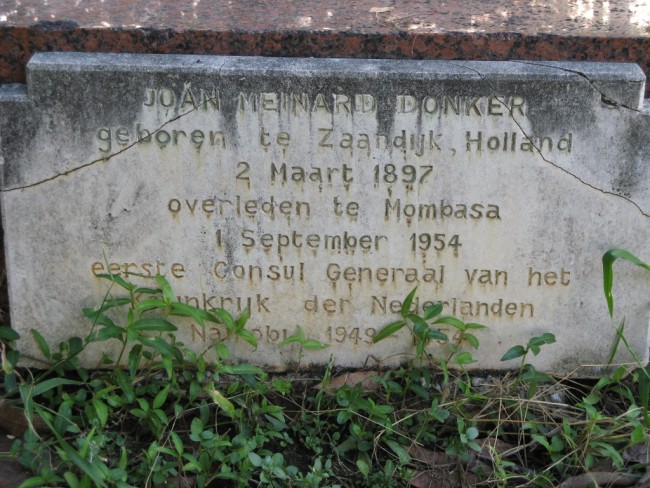 JOAN MEINARD DONKER
geboren te Zaandijk, Holland
2 Maart 1897
overleden te Mombasa
1 September 1954
eerste Consul Generaal van het
der Nederlanden
1949